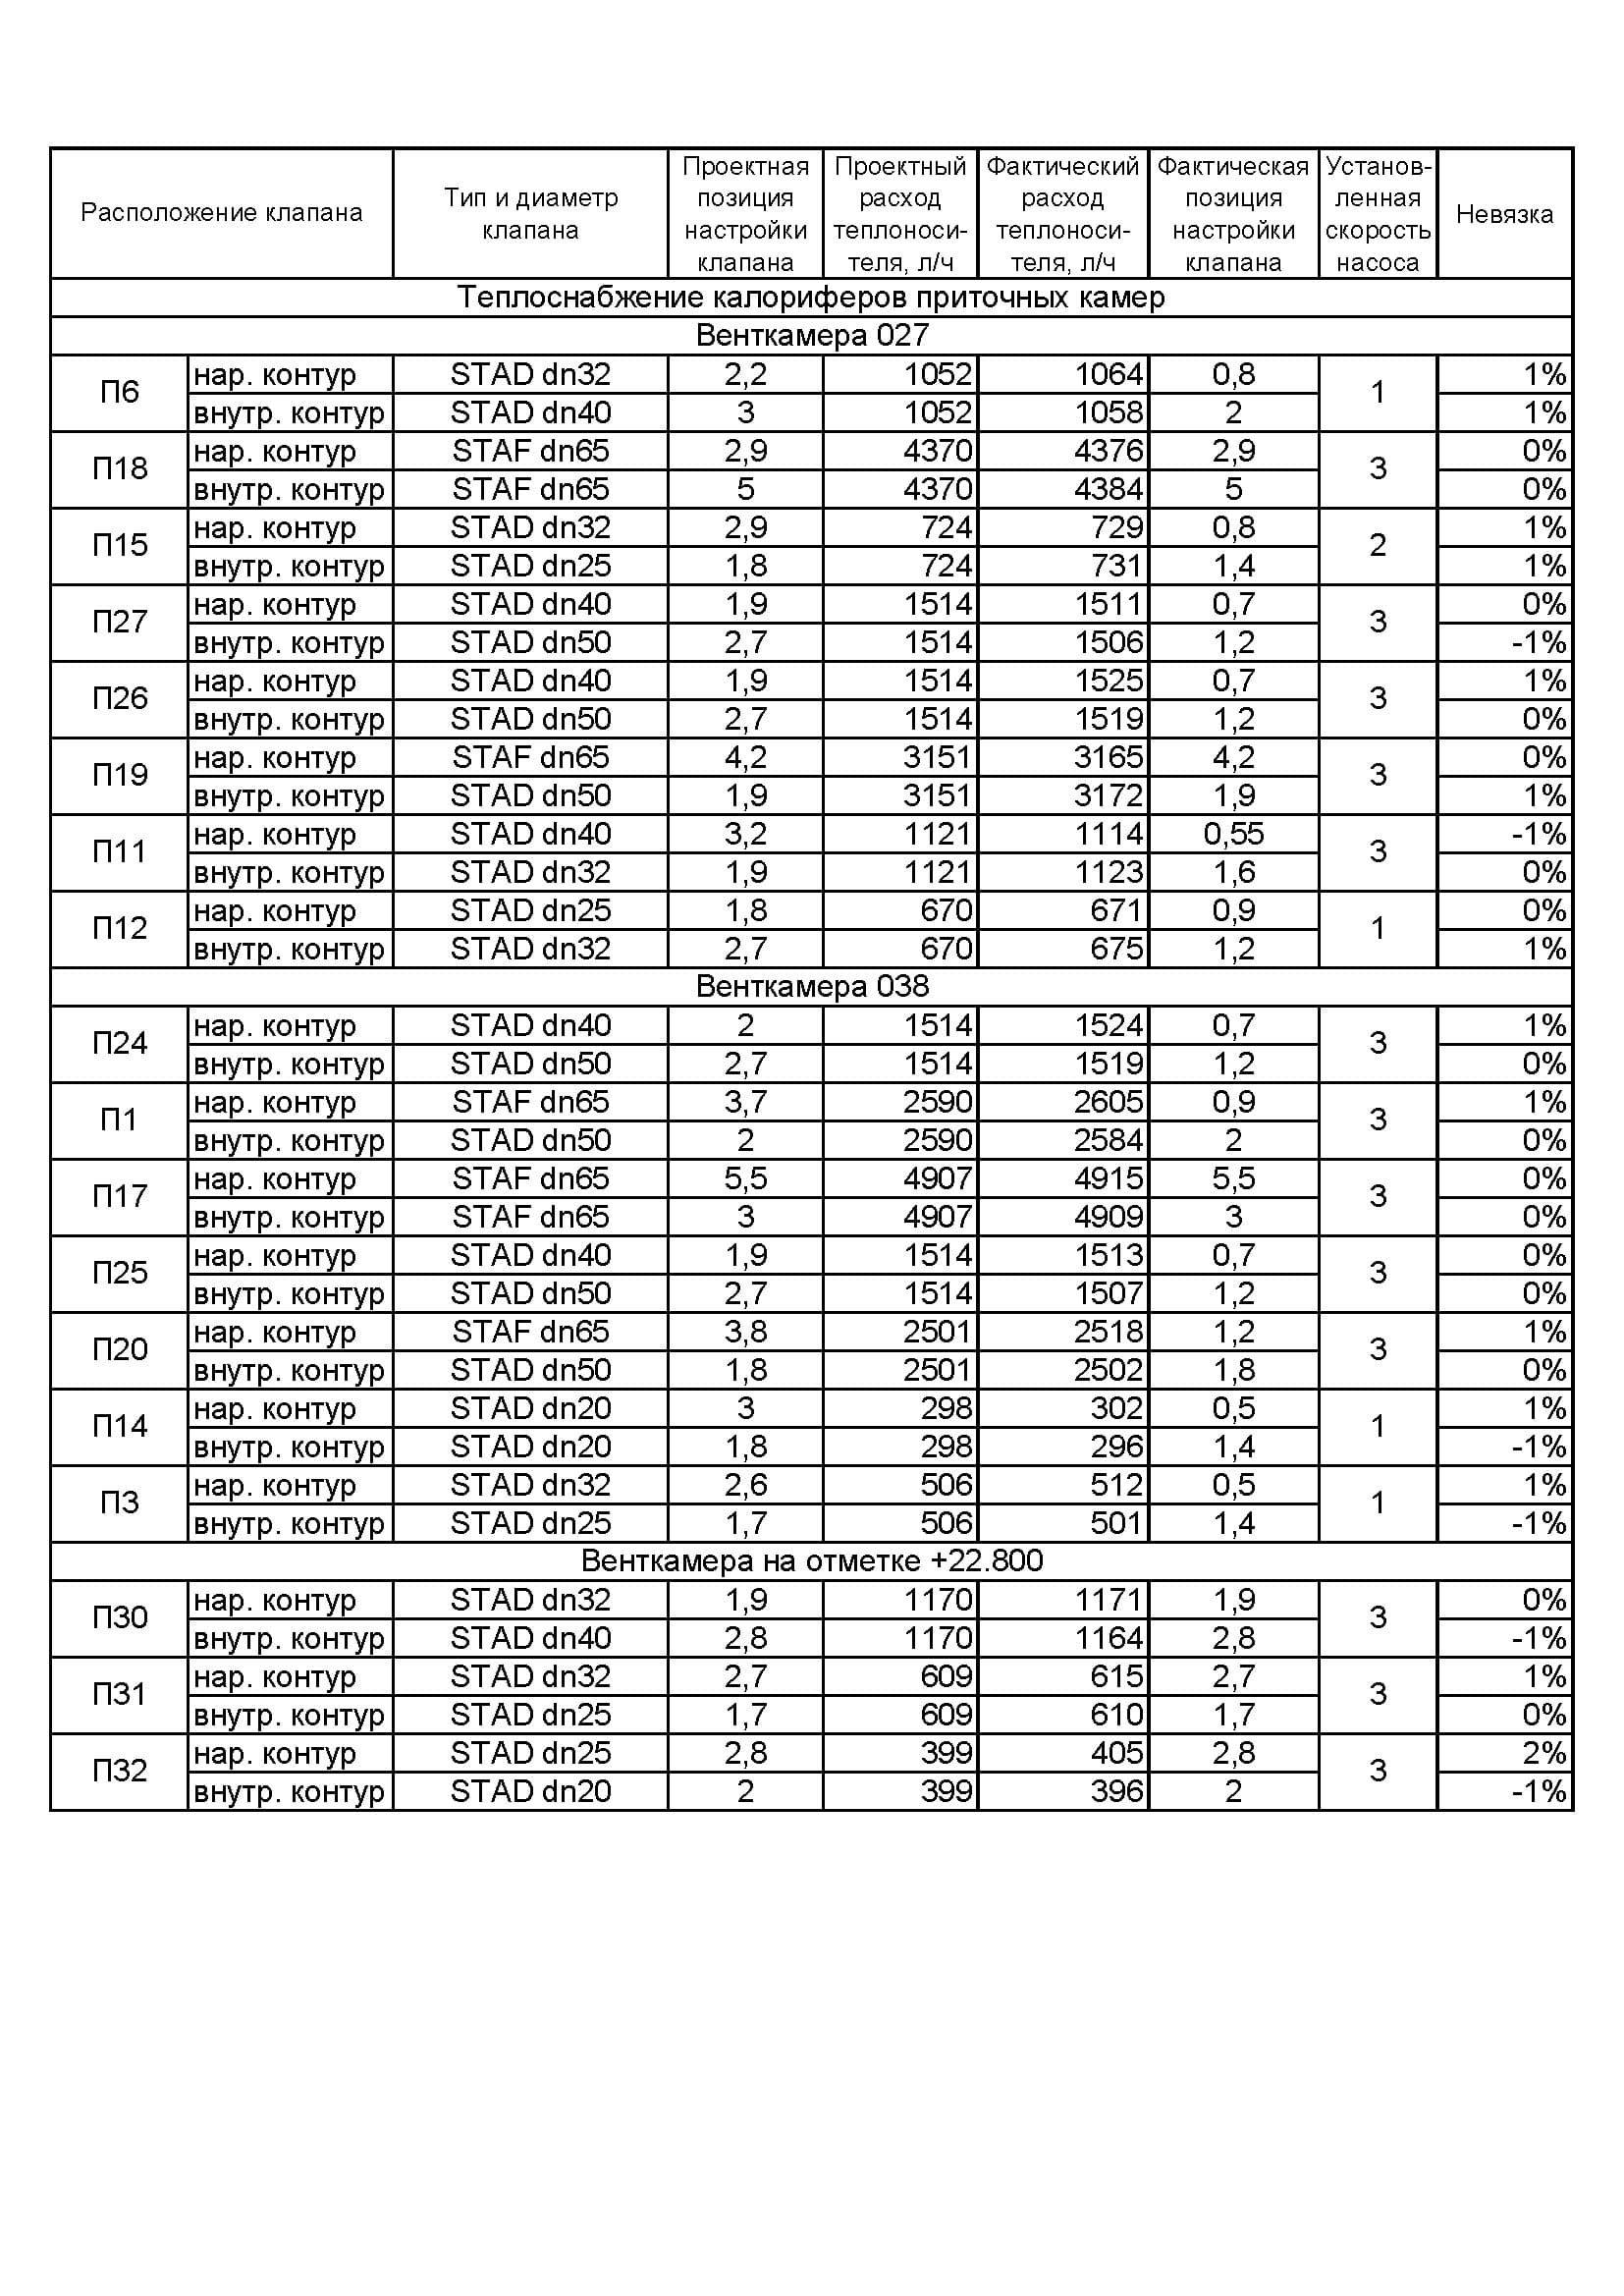 Расположение клапана
Тип и диаметр
клапана
Проектная
позиция
настройки
клапана
Проектный
расход
теплоноси-
теля, л/ч
Фактический
расход
теплоноси-
теля, л/ч
Фактическая
позиция
настройки
клапана
Установ-
ленная
скорость
насоса
Невязка
Теплоснабжение калориферов приточных камер
Венткамера 027
П6 нар. контур STAD dn32 2,2 1052 1064 0,8 1 1%
внутр. контур STAD dn40 3 1052 1058 2 1%
П18 нар. контур STAF dn65 2,9 4370 4376 2,9 3 0%
внутр. контур STAF dn65 5 4370 4384 5 0%
П15 нар. контур STAD dn32 2,9 724 729 0,8 2 1%
внутр. контур STAD dn25 1,8 724 731 1,4 1%
П27 нар. контур STAD dn40 1,9 1514 1511 0,7 3 0%
внутр. контур STAD dn50 2,7 1514 1506 1,2 -1%
П26 нар. контур STAD dn40 1,9 1514 1525 0,7 3 1%
внутр. контур STAD dn50 2,7 1514 1519 1,2 0%
П19 нар. контур STAF dn65 4,2 3151 3165 4,2 3 0%
внутр. контур STAD dn50 1,9 3151 3172 1,9 1%
П11 нар. контур STAD dn40 3,2 1121 1114 0,55 3 -1%
внутр. контур STAD dn32 1,9 1121 1123 1,6 0%
П12 нар. контур STAD dn25 1,8 670 671 0,9 1 0%
внутр. контур STAD dn32 2,7 670 675 1,2 1%
Венткамера 038
П24 нар. контур STAD dn40 2 1514 1524 0,7 3 1%
внутр. контур STAD dn50 2,7 1514 1519 1,2 0%
П1 нар. контур STAF dn65 3,7 2590 2605 0,9 3 1%
внутр. контур STAD dn50 2 2590 2584 2 0%
П17 нар. контур STAF dn65 5,5 4907 4915 5,5 3 0%
внутр. контур STAF dn65 3 4907 4909 3 0%
П25 нар. контур STAD dn40 1,9 1514 1513 0,7 3 0%
внутр. контур STAD dn50 2,7 1514 1507 1,2 0%
П20 нар. контур STAF dn65 3,8 2501 2518 1,2 3 1%
внутр. контур STAD dn50 1,8 2501 2502 1,8 0%
П14 нар. контур STAD dn20 3 298 302 0,5 1 1%
внутр. контур STAD dn20 1,8 298 296 1,4 -1%
П3 нар. контур STAD dn32 2,6 506 512 0,5 1 1%
внутр. контур STAD dn25 1,7 506 501 1,4 -1%
Венткамера на отметке +22.800
П30 нар. контур STAD dn32 1,9 1170 1171 1,9 3 0%
внутр. контур STAD dn40 2,8 1170 1164 2,8 -1%
П31 нар. контур STAD dn32 2,7 609 615 2,7 3 1%
внутр. контур STAD dn25 1,7 609 610 1,7 0%
П32 нар. контур STAD dn25 2,8 399 405 2,8 3 2%
внутр. контур STAD dn20 2 399 396 2 -1%